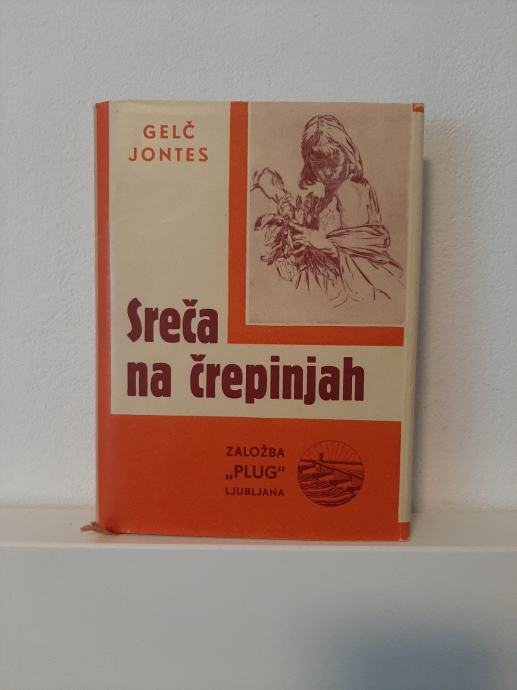 GELČ
JONTES
Sreča
na črepinjah
ZALOŽBA
„PLUG"
LJUBLJANA